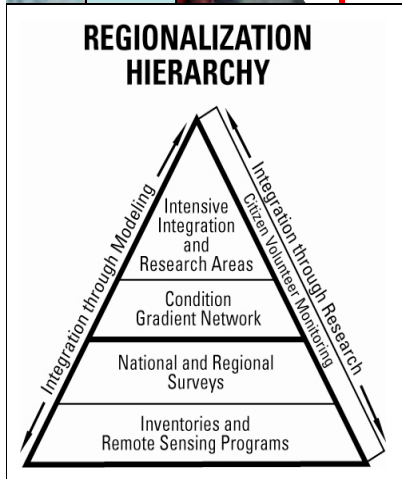 REGIONALIZATION
HIERARCHY
Integration through Modeling
Intensive
Integration
and
Research Areas
Condition
Gradient Network
National and Regional
Surveys
Inventories and
Remote Sensing Programs
Citizen Volunteer Monitoring
Integration through Research